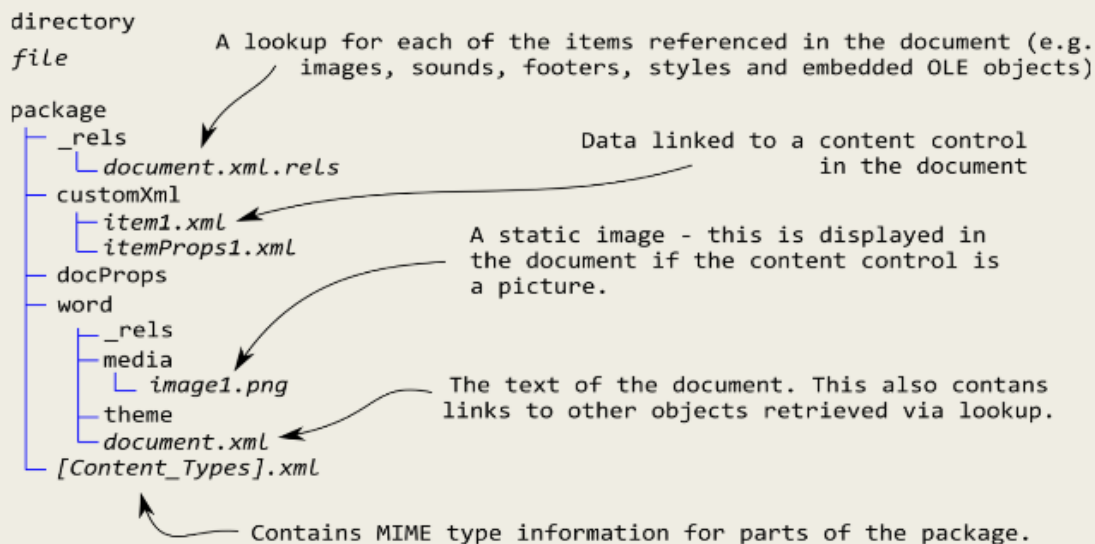 directory
file
A lookup for each of the items referenced in the document (e.g.
images, sounds, footers, styles and embedded OLE objects)
package
_rels
document.xml.rels
Data linked to a content control
in the document
customXml
item1.xml
itemProps1.xml
A static image - this is displayed in
the document if the content control is
a picture.
docProps
word
_rels
media
image1.png
The text of the document. This also contans
links to other objects retrieved via lookup.
theme
document.xml
[Content_Types].xml
Contains MIME type information for parts of the package.